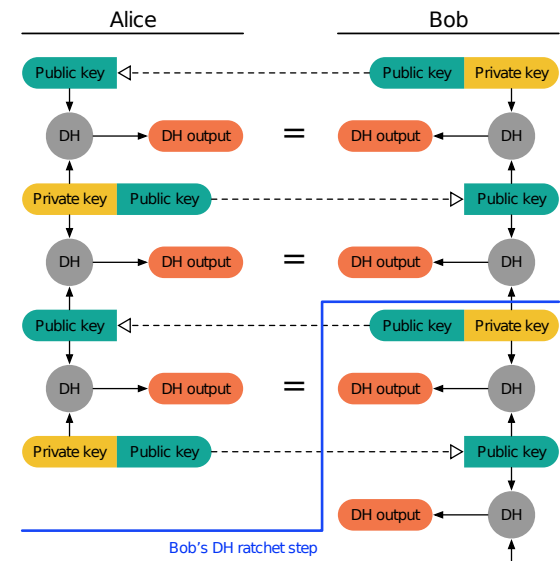 Alice Bob
Public key Public key Private key
DH DH output = DH output DH
Private key Public key Public key
DH DH output = DH output DH
Public key Public key Private key
DH DH output = DH output DH
Private key Public key Public key
DH output DH
Bob's DH ratchet step